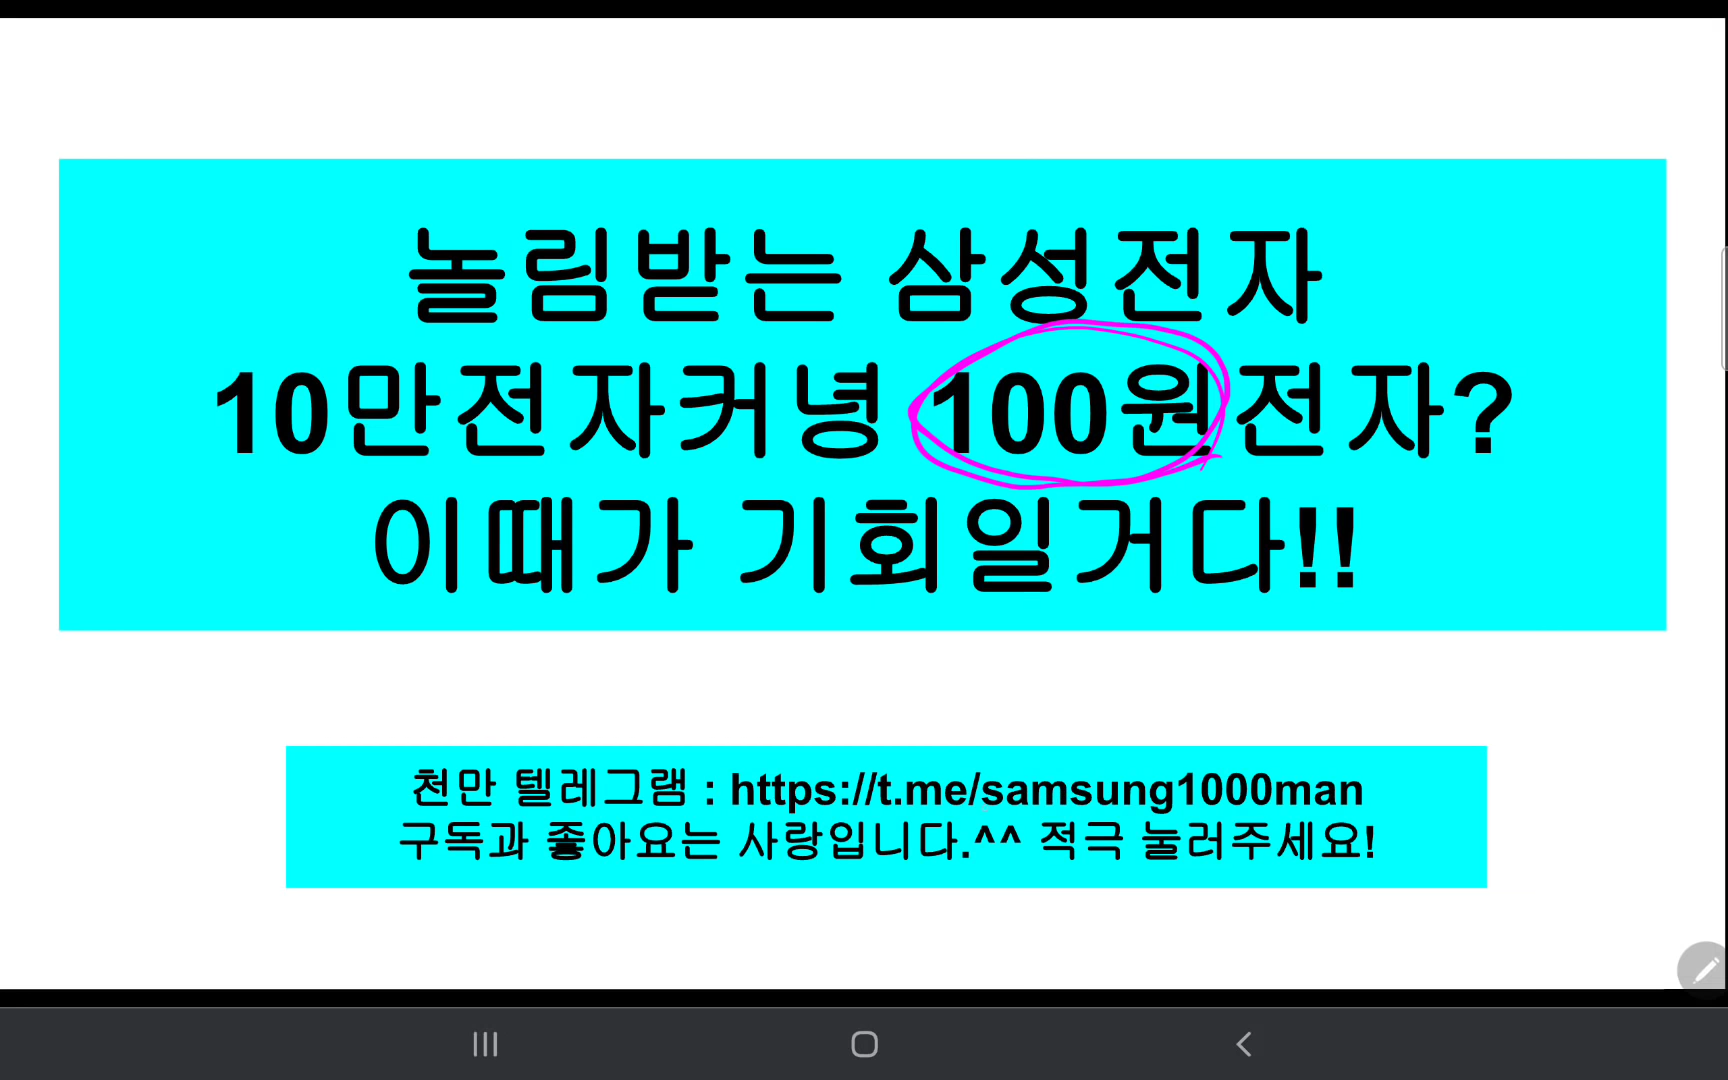 놀림받는 삼성전자
10만전자커녕 100원전자?
이때가 기회일거다!!
천만 텔레그램 : https://t.me/samsung1000man
구독과 좋아요는 사랑입니다.^^ 적극 눌러주세요!